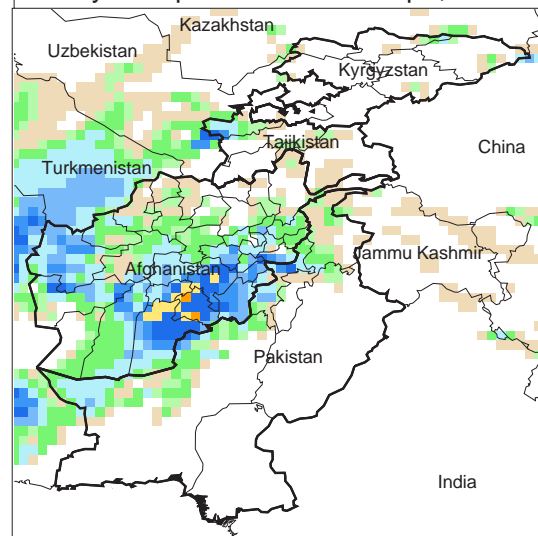 Kazakhstan
Uzbekistan
Kyrgyzstan
Tajikistan
China
Turkmenistan
Jammu Kashmir
Afghanistan
Pakistan
India